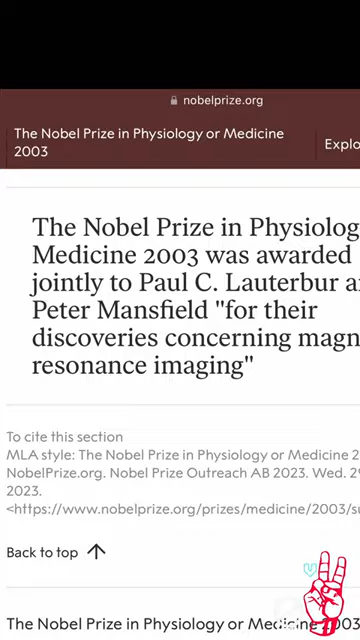 nobelprize.org
The Nobel Prize in Physiology or Medicine
2003
Explo
The Nobel Prize in Physiolog
Medicine 2003 was awarded
jointly to Paul C. Lauterbur a
Peter Mansfield "for their
discoveries concerning magn
resonance imaging"
To cite this section
MLA style: The Nobel Prize in Physiology or Medicine 2
NobelPrize.org. Nobel Prize Outreach AB 2023. Wed. 29
2023.
<https://www.nobelprize.org/prizes/medicine/2003/su
Back to top
The Nobel Prize in Physiology or Medicine 2003